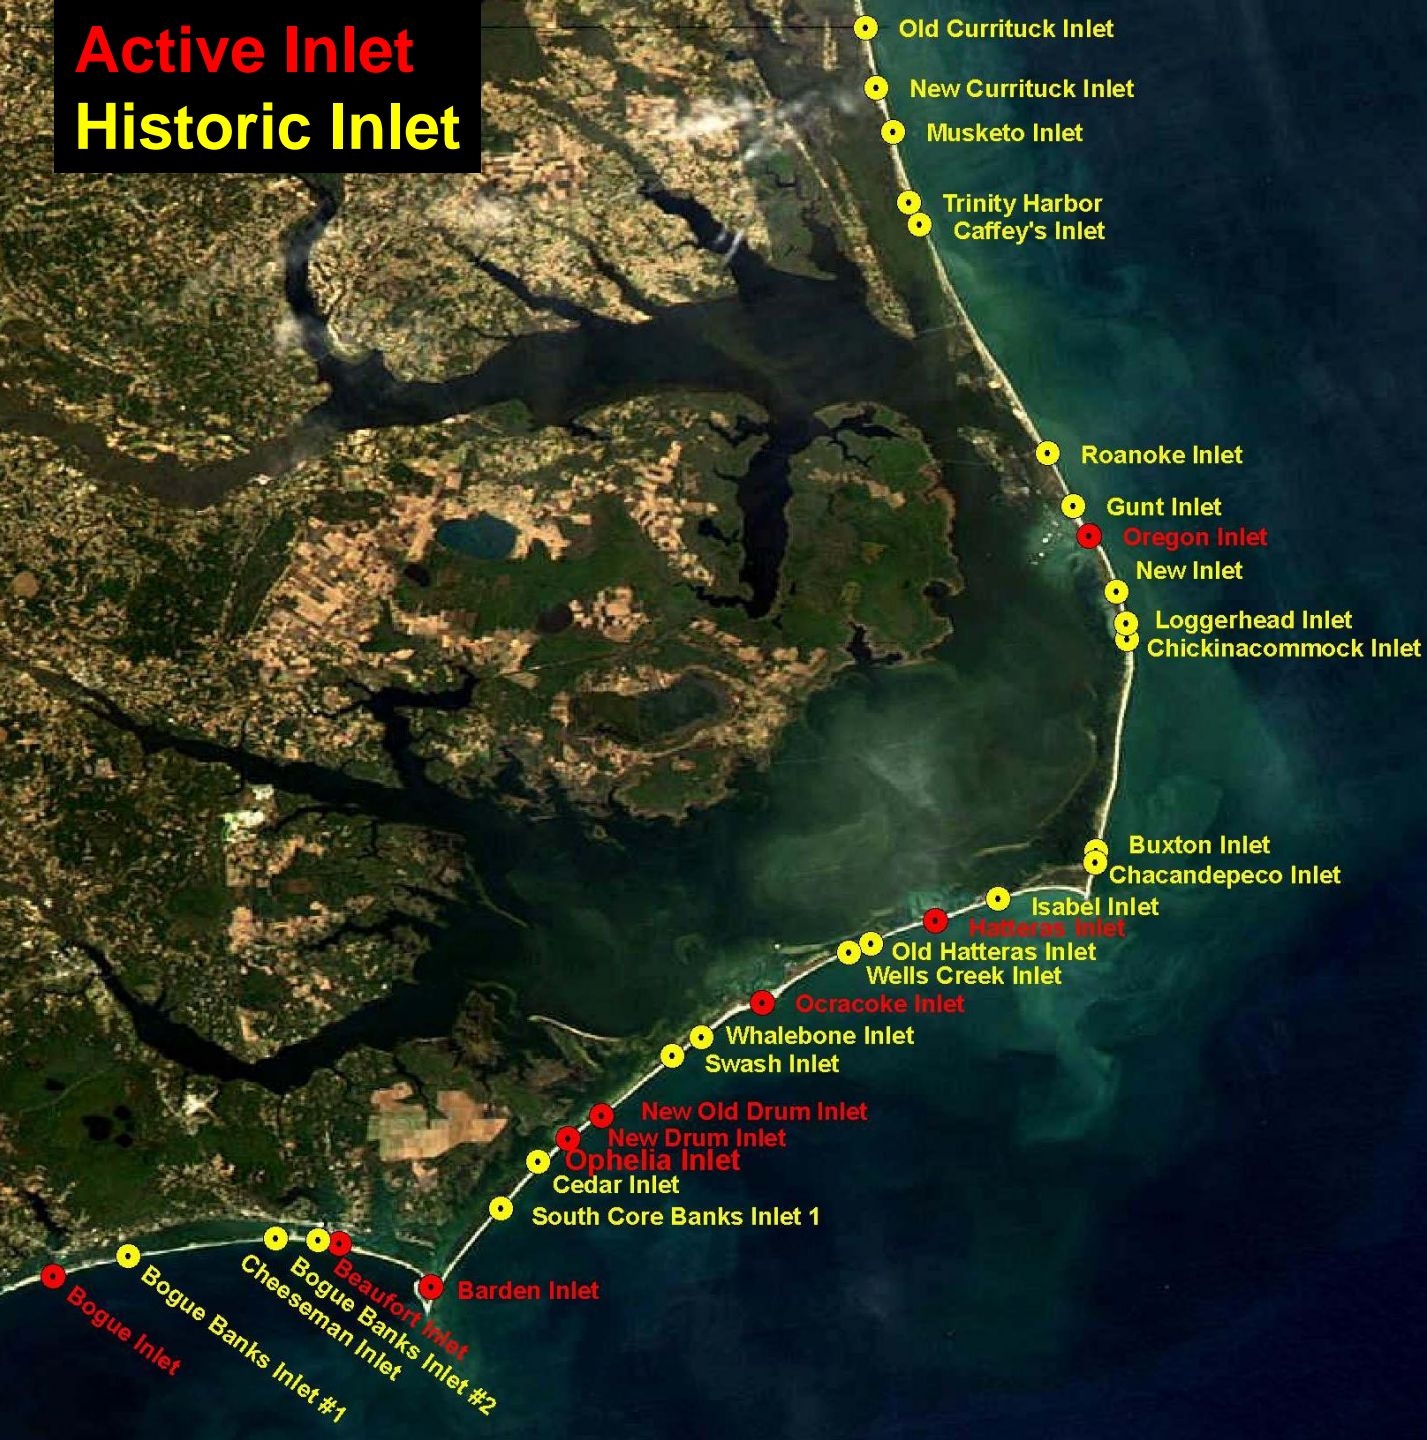 Active Inlet
Historic Inlet
Old Currituck Inlet
New Currituck Inlet
Musketo Inlet
Trinity Harbor
Caffey's Inlet
Roanoke Inlet
Gunt Inlet
Oregon Inlet
New Inlet
Loggerhead Inlet
Chickinacommock Inlet
Buxton Inlet
Chacandepeco Inlet
Isabel Inlet
Hatteras Inlet
Old Hatteras Inlet
Wells Creek Inlet
Ocracoke Inlet
Whalebone Inlet
Swash Inlet
New Old Drum Inlet
New Drum Inlet
Ophelia Inlet
Cedar Inlet
South Core Banks Inlet 1
Barden Inlet
Beaufort Inlet
Bogue Banks Inlet #2
Cheeseman Inlet
Bogue Banks Inlet #1
Bogue Inlet